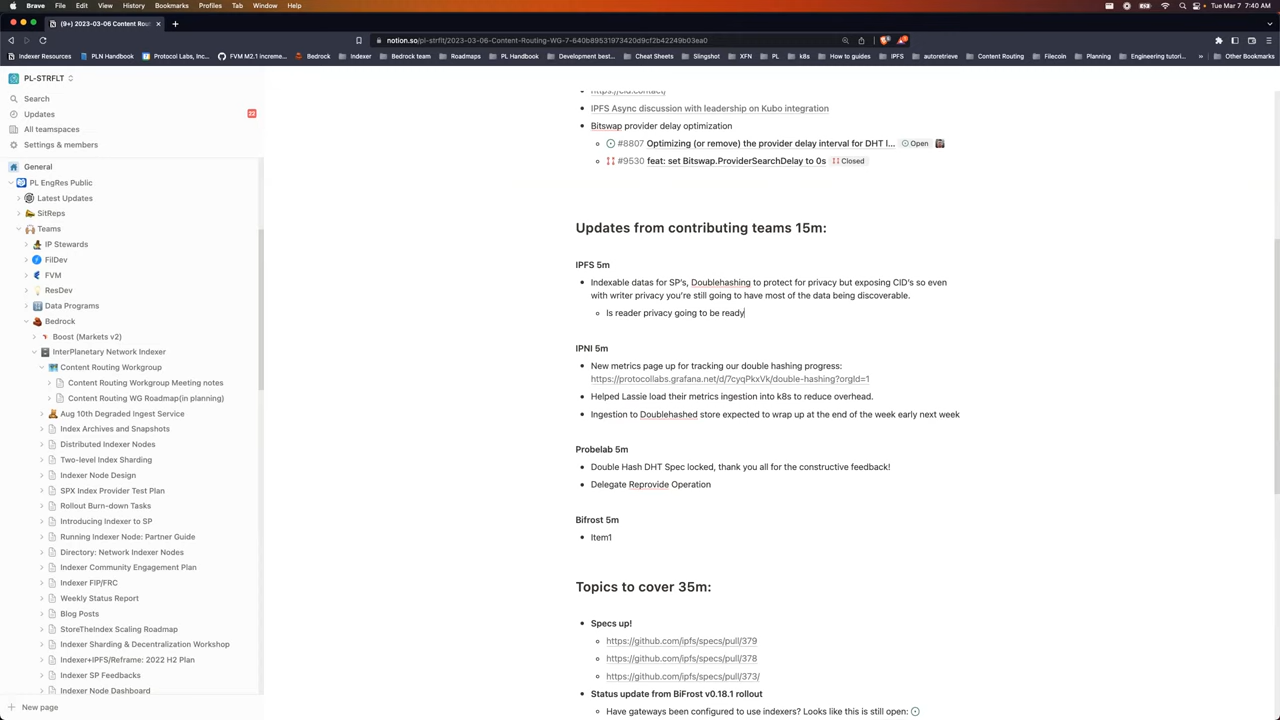 Brave File Edit View History Bookmarks Profiles Tab Window Help
Tue Mar 7 7:40 AM
(9+) 2023-03-06 Content Rou
notion.so/pl-strflt/2023-03-06-Content-Routing-WG-7-640b89531973420d9cf2b42249b03ea0
Indexer Resources PLN Handbook Protocol Labs, Inc... FVM M2.1 increme... Bedrock Indexer Bedrock team Roadmaps PL Handbook Development best... Cheat Sheets Slingshot XFN PL k8s How to guides IPFS autoretrieve Content Routing Filecoin Planning Engineering tutori... » Other Bookmarks
PL-STRFLT
Search
Updates 22
All teamspaces
Settings & members
General
PL EngRes Public
Latest Updates
SitReps
Teams
IP Stewards
FilDev
FVM
ResDev
Data Programs
Bedrock
Boost (Markets v2)
InterPlanetary Network Indexer
Content Routing Workgroup
Content Routing Workgroup Meeting notes
Content Routing WG Roadmap(in planning)
Aug 10th Degraded Ingest Service
Index Archives and Snapshots
Distributed Indexer Nodes
Two-level Index Sharding
Indexer Node Design
SPX Index Provider Test Plan
Rollout Burn-down Tasks
Introducing Indexer to SP
Running Indexer Node: Partner Guide
Directory: Network Indexer Nodes
Indexer Community Engagement Plan
Indexer FIP/FRC
Weekly Status Report
Blog Posts
StoreTheIndex Scaling Roadmap
Indexer Sharding & Decentralization Workshop
Indexer+IPFS/Reframe: 2022 H2 Plan
Indexer SP Feedbacks
Indexer Node Dashboard
New page
https://cid.contact/
IPFS Async discussion with leadership on Kubo integration
Bitswap provider delay optimization
#8807 Optimizing (or remove) the provider delay interval for DHT l... Open
#9530 feat: set Bitswap.ProviderSearchDelay to 0s Closed
Updates from contributing teams 15m:
IPFS 5m
Indexable datas for SP's, Doublehashing to protect for privacy but exposing CID's so even
with writer privacy you're still going to have most of the data being discoverable.
Is reader privacy going to be ready
IPNI 5m
New metrics page up for tracking our double hashing progress:
https://protocollabs.grafana.net/d/7cyqPkxVk/double-hashing?orgId=1
Helped Lassie load their metrics ingestion into k8s to reduce overhead.
Ingestion to Doublehashed store expected to wrap up at the end of the week early next week
Probelab 5m
Double Hash DHT Spec locked, thank you all for the constructive feedback!
Delegate Reprovide Operation
Bifrost 5m
Item1
Topics to cover 35m:
Specs up!
https://github.com/ipfs/specs/pull/379
https://github.com/ipfs/specs/pull/378
https://github.com/ipfs/specs/pull/373/
Status update from BiFrost v0.18.1 rollout
Have gateways been configured to use indexers? Looks like this is still open: